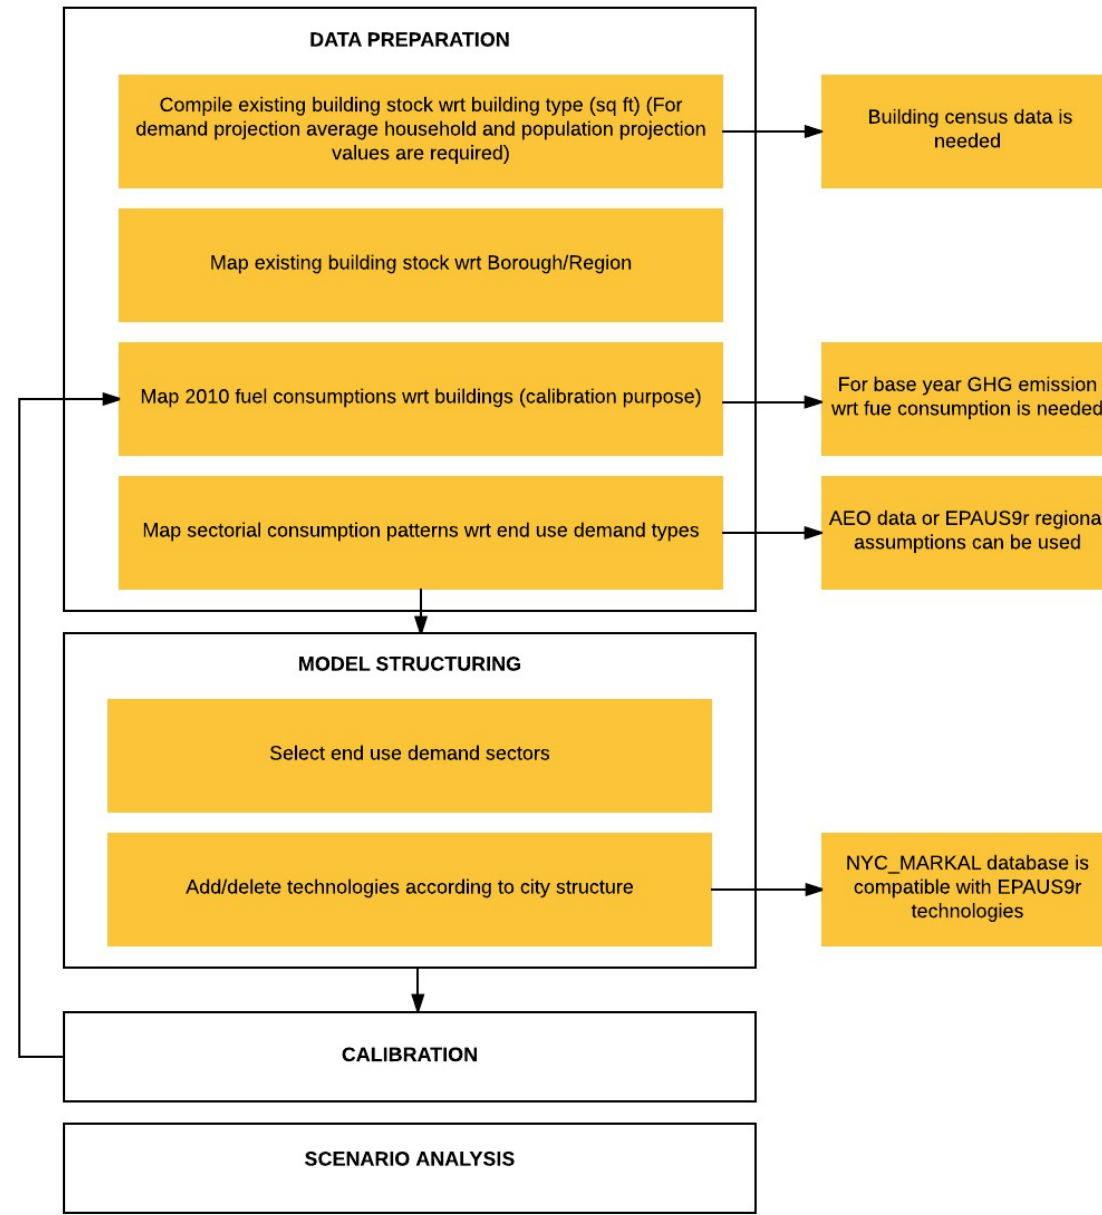 DATA PREPARATION
Compile existing building stock wrt building type (sq ft) (For
demand projection average household and population projection
values are required)
Building census data is
needed
Map existing building stock wrt Borough/Region
Map 2010 fuel consumptions wrt buildings (calibration purpose)
For base year GHG emission
wrt fue consumption is needed
Map sectorial consumption patterns wrt end use demand types
AEO data or EPAUS9r regiona
assumptions can be used
MODEL STRUCTURING
Select end use demand sectors
Add/delete technologies according to city structure
NYC_MARKAL database is
compatible with EPAUS9r
technologies
CALIBRATION
SCENARIO ANALYSIS